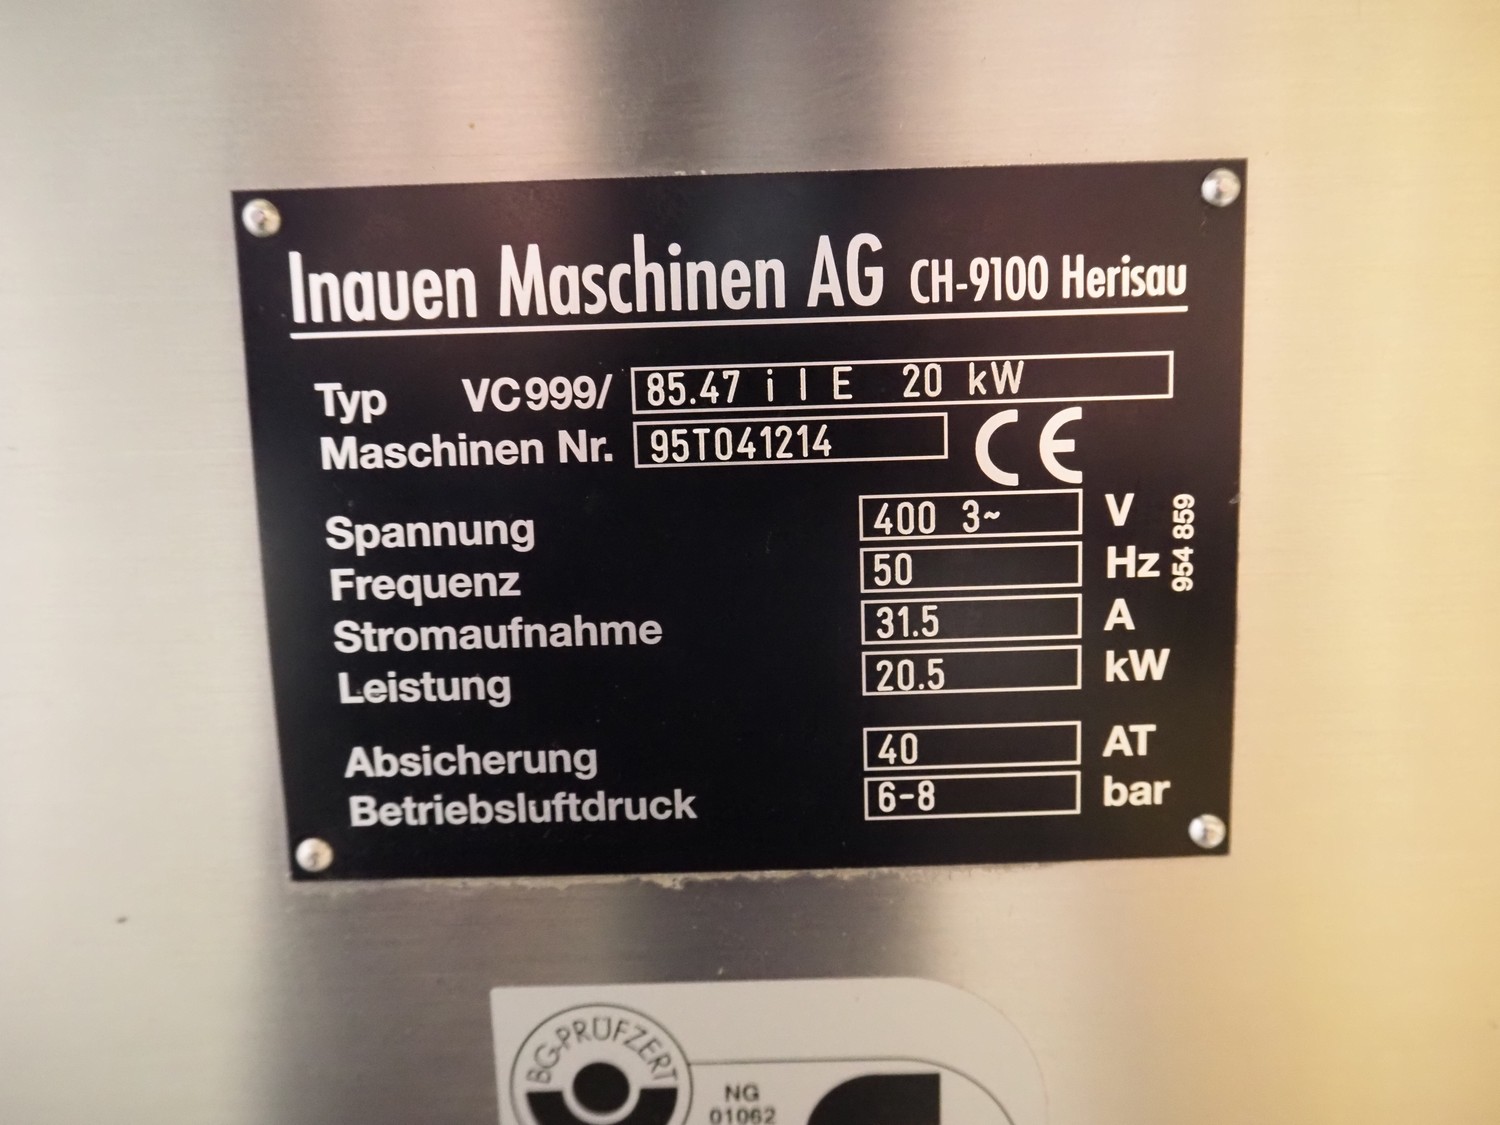 Inauen Maschinen AG CH-9100 Herisau
Typ VC999/ 85.47 i I E 20 kW
Maschinen Nr. 95T041214 CE
Spannung 400 3~ V
Frequenz 50 Hz
Stromaufnahme 31.5 A
Leistung 20.5 kW
954 859
Absicherung 40 AT
Betriebsluftdruck 6-8 bar
BG-PRÜFZERT
NG
01062